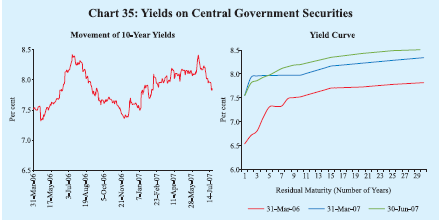 Chart 35: Yields on Central Government Securities
Movement of 10-Year Yields
Per cent
8.5
8.0
7.5
7.0
6.5
31-Mar-06
17-May-06
3-Jul-06
19-Aug-06
5-Oct-06
21-Nov-06
7-Jan-07
23-Feb-07
11-Apr-07
28-May-07
14-Jul-07
Yield Curve
Per cent
8.5
8.0
7.5
7.0
6.5
6.0
1 3 5 7 9 11 13 15 17 19 21 23 25 27 29
Residual Maturity (Number of Years)
31-Mar-06 31-Mar-07 30-Jun-07